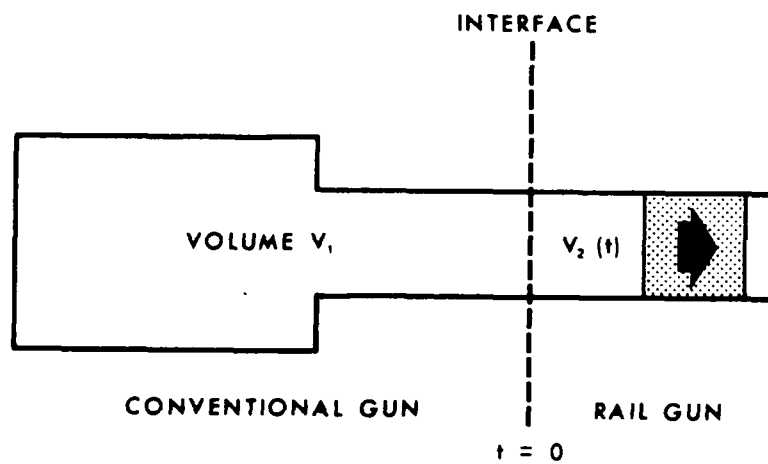 INTERFACE
VOLUME V₁
V₂ (t)
CONVENTIONAL GUN
RAIL GUN
t = 0